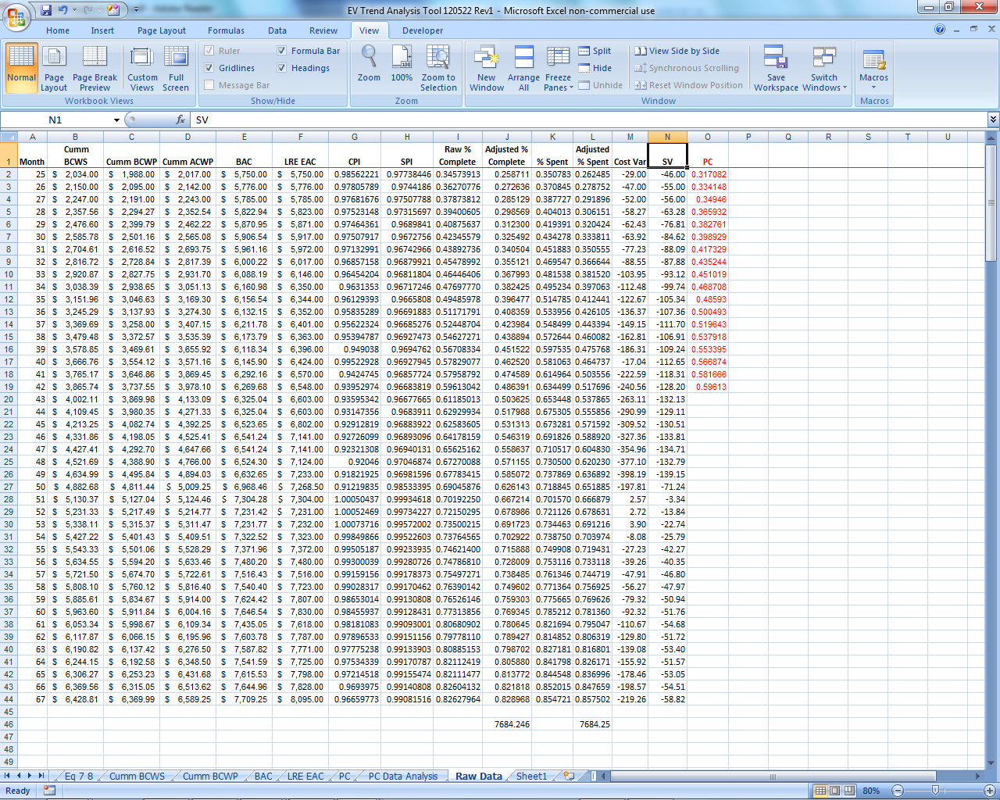 EV Trend Analysis Tool 120522 Rev1 - Microsoft Excel non-commercial use
Home Insert Page Layout Formulas Data Review View Developer
Normal Page Layout Page Break Preview Custom Views Full Screen
Workbook Views
Ruler Formula Bar
Gridlines Headings
Message Bar
Show/Hide
Zoom 100% Zoom to Selection
Zoom
New Window Arrange All Freeze Panes
Split
Hide
Unhide
View Side by Side
Synchronous Scrolling
Reset Window Position
Window
Save Workspace Switch Windows
Macros
Macros
N1 fx SV
A B C D E F G H I J K L M N O P Q R S T U
1 Month Cumm BCWS Cumm BCWP Cumm ACWP BAC LRE EAC CPI SPI Raw % Complete Adjusted % Complete % Spent Adjusted % Spent Cost Var SV PC
2 25 $ 2,034.00 $ 1,988.00 $ 2,017.00 $ 5,750.00 $ 5,750.00 0.98562221 0.97738446 0.34573913 0.258711 0.350783 0.262485 -29.00 -46.00 0.317082
3 26 $ 2,150.00 $ 2,095.00 $ 2,142.00 $ 5,776.00 $ 5,776.00 0.97805789 0.9744186 0.36270776 0.272636 0.370845 0.278752 -47.00 -55.00 0.334148
4 27 $ 2,247.00 $ 2,191.00 $ 2,243.00 $ 5,785.00 $ 5,785.00 0.97681676 0.97507788 0.37873812 0.285129 0.387727 0.291896 -52.00 -56.00 0.34946
5 28 $ 2,357.56 $ 2,294.27 $ 2,352.54 $ 5,822.94 $ 5,823.00 0.97523148 0.97315697 0.39400605 0.298569 0.404013 0.306151 -58.27 -63.28 0.365932
6 29 $ 2,476.60 $ 2,399.79 $ 2,462.22 $ 5,870.95 $ 5,871.00 0.97464361 0.9689841 0.40875637 0.312300 0.419391 0.320424 -62.43 -76.81 0.382761
7 30 $ 2,585.78 $ 2,501.16 $ 2,565.08 $ 5,906.54 $ 5,917.00 0.97507917 0.9672756 0.42345579 0.325492 0.434278 0.333811 -63.92 -84.62 0.398929
8 31 $ 2,704.61 $ 2,616.52 $ 2,693.75 $ 5,961.16 $ 5,972.00 0.97132991 0.96742966 0.43892736 0.340504 0.451883 0.350555 -77.23 -88.09 0.417329
9 32 $ 2,816.72 $ 2,728.84 $ 2,817.39 $ 6,000.22 $ 6,017.00 0.96857158 0.96879921 0.45478992 0.355121 0.469547 0.366644 -88.55 -87.88 0.435244
10 33 $ 2,920.87 $ 2,827.75 $ 2,931.70 $ 6,088.19 $ 6,146.00 0.96454204 0.96811804 0.46446406 0.367993 0.481538 0.381520 -103.95 -93.12 0.451019
11 34 $ 3,038.39 $ 2,938.65 $ 3,051.13 $ 6,160.98 $ 6,350.00 0.9631353 0.96717246 0.47697770 0.382425 0.495234 0.397063 -112.48 -99.74 0.468708
12 35 $ 3,151.96 $ 3,046.63 $ 3,169.30 $ 6,156.54 $ 6,344.00 0.96129393 0.9665808 0.49485978 0.396477 0.514785 0.412441 -122.67 -105.34 0.48593
13 36 $ 3,245.29 $ 3,137.93 $ 3,274.30 $ 6,132.15 $ 6,352.00 0.95835289 0.96691883 0.51171791 0.408359 0.533956 0.426105 -136.37 -107.36 0.500493
14 37 $ 3,369.69 $ 3,258.00 $ 3,407.15 $ 6,211.78 $ 6,401.00 0.95622324 0.96685276 0.52448704 0.423984 0.548499 0.443394 -149.15 -111.70 0.519643
15 38 $ 3,479.48 $ 3,372.57 $ 3,535.39 $ 6,173.79 $ 6,363.00 0.95394787 0.96927473 0.54627271 0.438894 0.572644 0.460082 -162.81 -106.91 0.537918
16 39 $ 3,578.85 $ 3,469.61 $ 3,655.92 $ 6,118.34 $ 6,396.00 0.949038 0.9694762 0.56708334 0.451522 0.597535 0.475768 -186.31 -109.24 0.553395
17 40 $ 3,666.76 $ 3,554.12 $ 3,571.16 $ 6,145.90 $ 6,424.00 0.99522928 0.96927945 0.57829077 0.462520 0.581063 0.464737 -17.04 -112.65 0.566874
18 41 $ 3,765.17 $ 3,646.86 $ 3,869.45 $ 6,292.16 $ 6,570.00 0.9424745 0.96857724 0.57958792 0.474589 0.614964 0.503556 -222.59 -118.31 0.581666
19 42 $ 3,865.74 $ 3,737.55 $ 3,978.10 $ 6,269.68 $ 6,548.00 0.93952974 0.96683819 0.59613042 0.486391 0.634499 0.517696 -240.56 -128.20 0.59613
20 43 $ 4,002.11 $ 3,869.98 $ 4,133.09 $ 6,325.04 $ 6,603.00 0.93595342 0.96677665 0.61185013 0.503625 0.653448 0.537865 -263.11 -132.13
21 44 $ 4,109.45 $ 3,980.35 $ 4,271.33 $ 6,325.04 $ 6,603.00 0.93147356 0.9683911 0.62929934 0.517988 0.675305 0.555856 -290.99 -129.11
22 45 $ 4,213.25 $ 4,082.74 $ 4,392.25 $ 6,523.65 $ 6,802.00 0.92912819 0.96883922 0.62583605 0.531313 0.673281 0.571592 -309.52 -130.51
23 46 $ 4,331.86 $ 4,198.05 $ 4,525.41 $ 6,541.24 $ 7,141.00 0.92726099 0.96893096 0.64178159 0.546319 0.691826 0.588920 -327.36 -133.81
24 47 $ 4,427.41 $ 4,292.70 $ 4,647.66 $ 6,541.24 $ 7,141.00 0.92321308 0.96940131 0.65625162 0.558637 0.710517 0.604830 -354.96 -134.71
25 48 $ 4,521.69 $ 4,388.90 $ 4,766.00 $ 6,524.30 $ 7,124.00 0.92046 0.97046874 0.67270088 0.571155 0.730500 0.620230 -377.10 -132.79
26 49 $ 4,634.99 $ 4,495.84 $ 4,894.03 $ 6,632.65 $ 7,233.00 0.91821925 0.96981596 0.67783415 0.585072 0.737869 0.636892 -398.19 -139.15
27 50 $ 4,882.68 $ 4,811.44 $ 5,009.25 $ 6,968.46 $ 7,268.50 0.91219835 0.98533395 0.69045876 0.626143 0.718845 0.651885 -197.81 -71.24
28 51 $ 5,130.37 $ 5,127.04 $ 5,124.46 $ 7,304.28 $ 7,304.00 1.00050437 0.99934618 0.70192250 0.667214 0.701570 0.666879 2.57 -3.34
29 52 $ 5,231.33 $ 5,217.49 $ 5,214.77 $ 7,231.42 $ 7,231.00 1.00052469 0.99734227 0.72150295 0.678986 0.721126 0.678631 2.72 -13.84
30 53 $ 5,338.11 $ 5,315.37 $ 5,311.47 $ 7,231.77 $ 7,232.00 1.00073716 0.99572002 0.73500215 0.691723 0.734463 0.691216 3.90 -22.74
31 54 $ 5,427.22 $ 5,401.43 $ 5,409.51 $ 7,322.52 $ 7,323.00 0.99849866 0.99522603 0.73764565 0.702922 0.738750 0.703974 -8.08 -25.79
32 55 $ 5,543.33 $ 5,501.06 $ 5,528.29 $ 7,371.96 $ 7,372.00 0.99505187 0.99233935 0.74621400 0.715888 0.749908 0.719431 -27.23 -42.27
33 56 $ 5,634.55 $ 5,594.20 $ 5,633.46 $ 7,480.20 $ 7,480.00 0.99300039 0.99280726 0.74786810 0.728009 0.753116 0.733118 -39.26 -40.35
34 57 $ 5,721.50 $ 5,674.70 $ 5,722.61 $ 7,516.43 $ 7,516.00 0.99159156 0.99178373 0.75497271 0.738485 0.761346 0.744719 -47.91 -46.80
35 58 $ 5,808.10 $ 5,760.12 $ 5,816.40 $ 7,540.40 $ 7,723.00 0.99028317 0.99170462 0.76390142 0.749602 0.771364 0.756925 -56.27 -47.97
36 59 $ 5,885.61 $ 5,834.67 $ 5,914.00 $ 7,624.42 $ 7,807.00 0.98653014 0.99130808 0.76526146 0.759303 0.775665 0.769626 -79.32 -50.94
37 60 $ 5,963.60 $ 5,911.84 $ 6,004.16 $ 7,646.54 $ 7,830.00 0.98455937 0.99128431 0.77313856 0.769345 0.785212 0.781360 -92.32 -51.76
38 61 $ 6,053.34 $ 5,998.67 $ 6,109.34 $ 7,435.05 $ 7,618.00 0.98181083 0.99093001 0.80680902 0.780645 0.821694 0.795047 -110.67 -54.68
39 62 $ 6,117.87 $ 6,066.15 $ 6,195.96 $ 7,603.78 $ 7,787.00 0.97896533 0.99151156 0.79778110 0.789427 0.814852 0.806319 -129.80 -51.72
40 63 $ 6,190.82 $ 6,137.42 $ 6,276.50 $ 7,587.82 $ 7,771.00 0.97775238 0.99133903 0.80885153 0.798702 0.827181 0.816801 -139.08 -53.40
41 64 $ 6,244.15 $ 6,192.58 $ 6,348.50 $ 7,541.59 $ 7,725.00 0.97534339 0.99170787 0.82112419 0.805880 0.841798 0.826171 -155.92 -51.57
42 65 $ 6,306.27 $ 6,253.23 $ 6,431.68 $ 7,615.53 $ 7,798.00 0.97214518 0.99155474 0.82111477 0.813772 0.844548 0.836996 -178.46 -53.05
43 66 $ 6,369.56 $ 6,315.05 $ 6,513.62 $ 7,644.96 $ 7,828.00 0.9693975 0.99140808 0.82604132 0.821818 0.852015 0.847659 -198.57 -54.51
44 67 $ 6,428.81 $ 6,369.99 $ 6,589.25 $ 7,709.25 $ 8,095.00 0.96659773 0.99081516 0.82627964 0.828968 0.854721 0.857502 -219.26 -58.82
45
46 7684.246 7684.25
47
48
49
Eq 7 8 Cumm BCWS Cumm BCWP BAC LRE EAC PC PC Data Analysis Raw Data Sheet1
Ready 80%